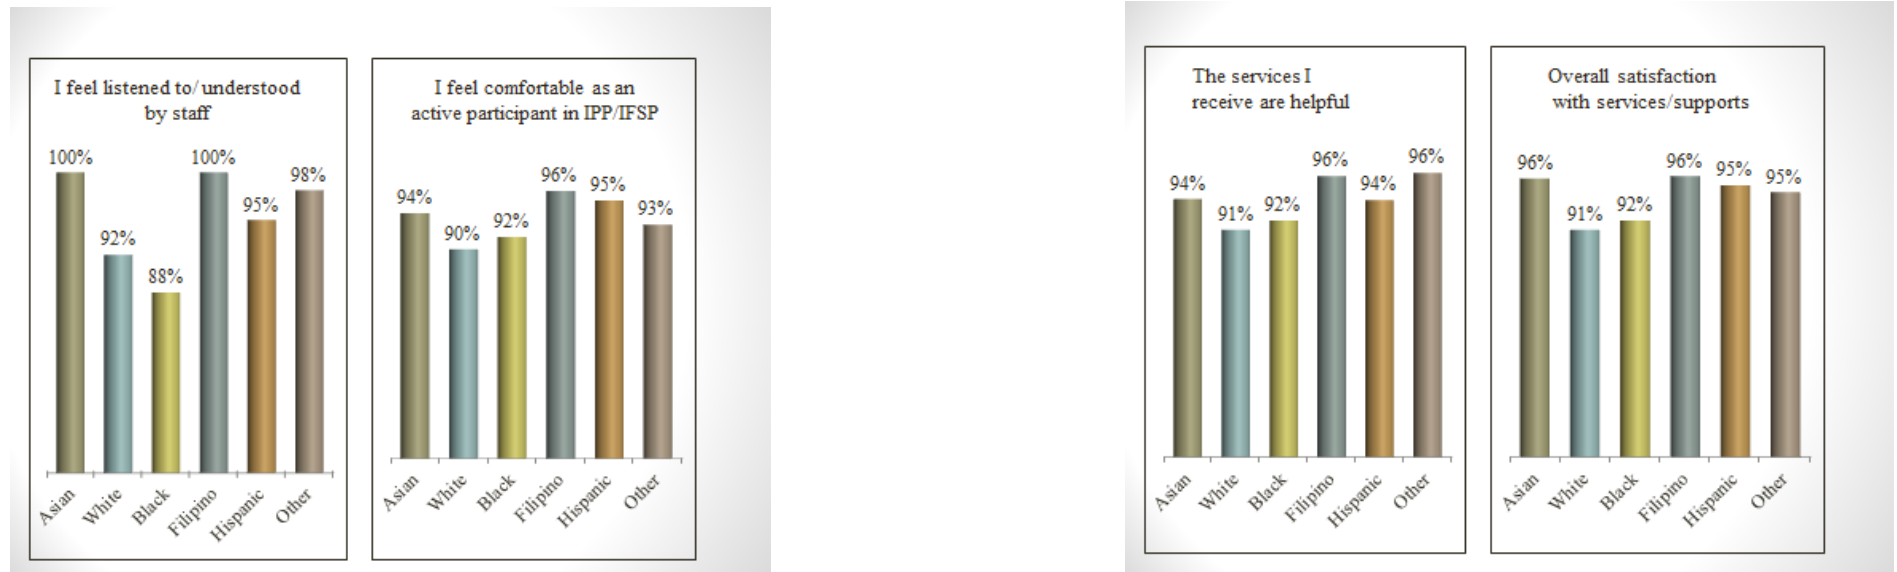 I feel listened to/understood
by staff
100%
92%
88%
100%
95%
98%
Asian
White
Black
Filipino
Hispanic
Other
I feel comfortable as an
active participant in IPP/IFSP
94%
90%
92%
96%
95%
93%
Asian
White
Black
Filipino
Hispanic
Other
The services I
receive are helpful
94%
91%
92%
96%
94%
96%
Asian
White
Black
Filipino
Hispanic
Other
Overall satisfaction
with services/supports
96%
91%
92%
96%
95%
95%
Asian
White
Black
Filipino
Hispanic
Other